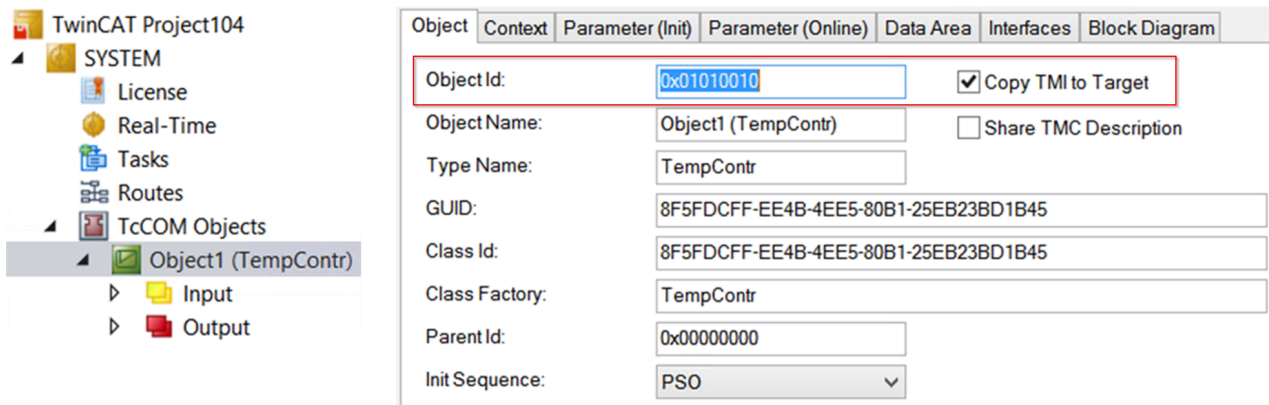 TwinCAT Project104
SYSTEM
License
Real-Time
Tasks
Routes
TcCOM Objects
Object1 (TempContr)
Input
Output
Object Context Parameter (Init) Parameter (Online) Data Area Interfaces Block Diagram
Object Id: 0x01010010 Copy TMI to Target
Object Name: Object1 (TempContr) Share TMC Description
Type Name: TempContr
GUID: 8F5FDCFF-EE4B-4EE5-80B1-25EB23BD1B45
Class Id: 8F5FDCFF-EE4B-4EE5-80B1-25EB23BD1B45
Class Factory: TempContr
Parent Id: 0x00000000
Init Sequence: PSO